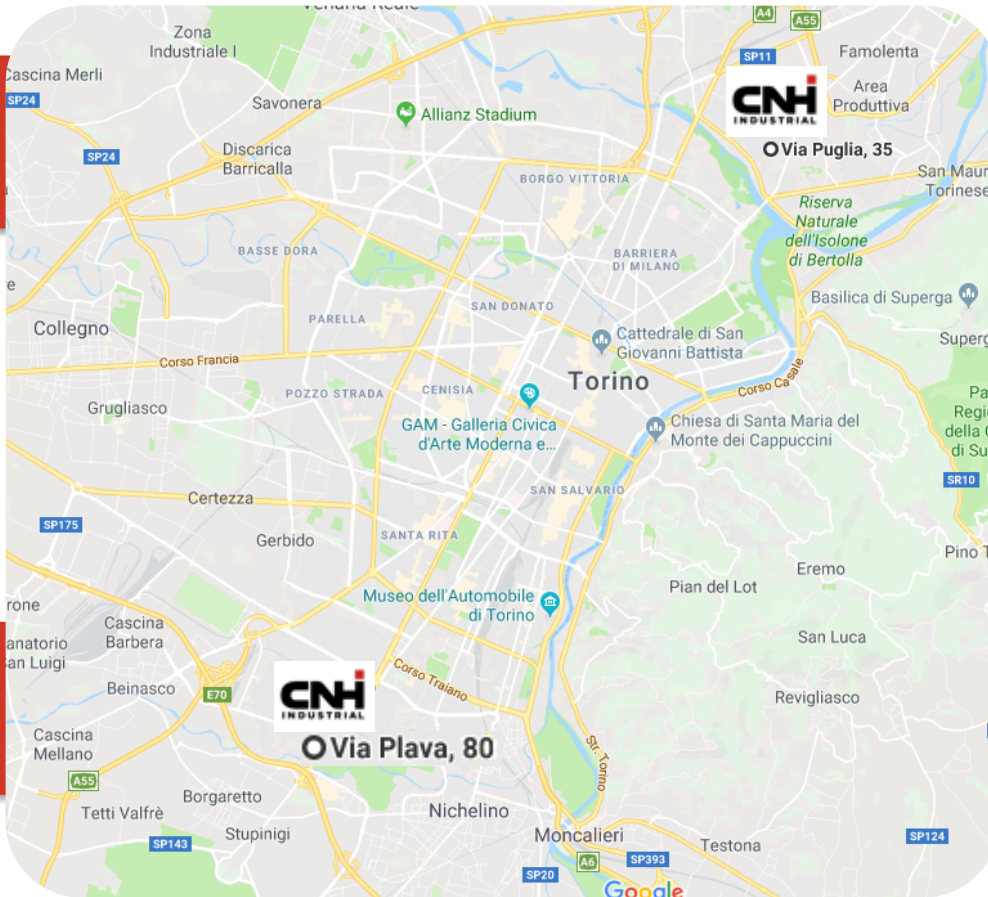 A4
A55
Zona
Industriale I
SP11
Famolenta
Cascina Merli
SP24
Savonera
CNH
INDUSTRIAL
Area
Produttiva
Allianz Stadium
SP24
Discarica
Barricalla
Via Puglia, 35
BORGO VITTORIA
Riserva
Naturale
dell'Isolone
di Bertolla
BASSE DORA
BARRIERA
DI MILANO
SAN DONATO
Basilica di Superga
PARELLA
Collegno
Cattedrale di San
Giovanni Battista
Corso Francia
Torino
Corso Casale
POZZO STRADA
CENISIA
Grugliasco
GAM - Galleria Civica
d'Arte Moderna e...
Chiesa di Santa Maria del
Monte dei Cappuccini
SR10
Certezza
SAN SALVARIO
SP175
Gerbido
SANTA RITA
Eremo
Pian del Lot
Museo dell'Automobile
di Torino
Cascina
Barbera
San Luca
Beinasco
E70
CNH
INDUSTRIAL
Corso Traiano
Revigliasco
Via Plava, 80
Cascina
Mellano
Str. Torino
A55
Borgaretto
Tetti Valfrè
Nichelino
Stupinigi
SP143
Moncalieri
Testona
SP124
A6
SP393
SP20
Google